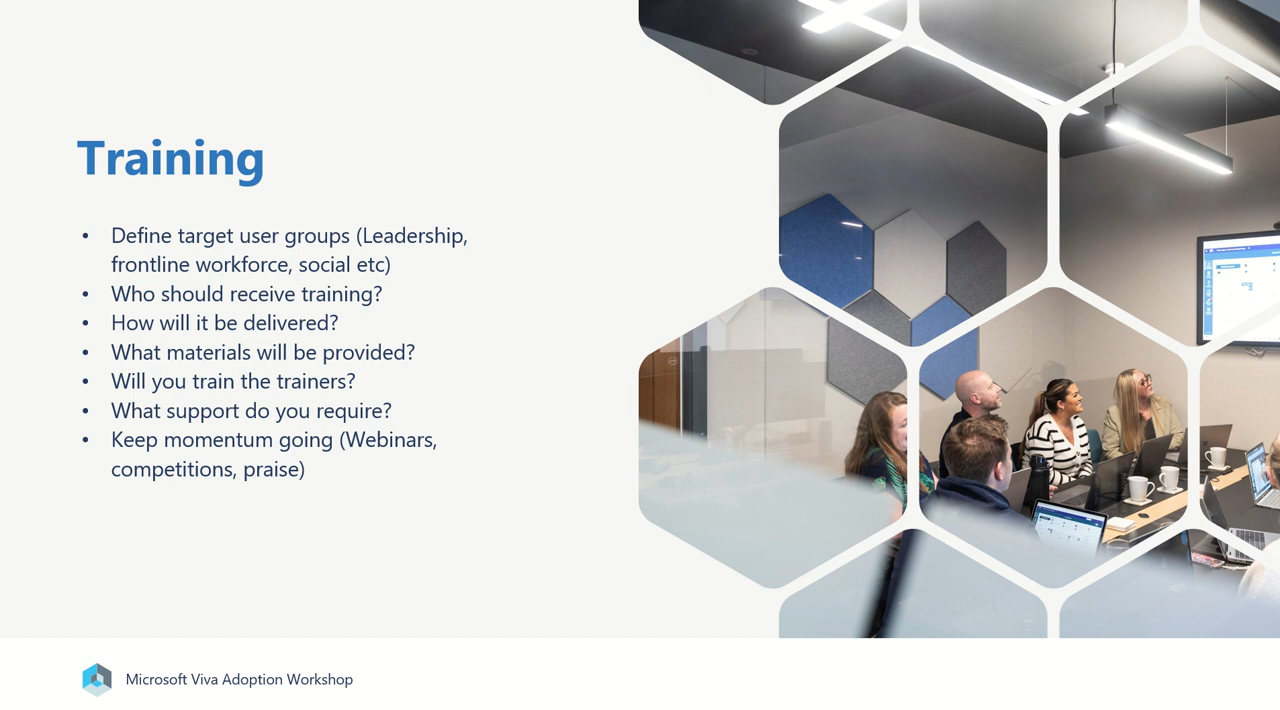 Training
• Define target user groups (Leadership,
frontline workforce, social etc)
• Who should receive training?
• How will it be delivered?
• What materials will be provided?
• Will you train the trainers?
• What support do you require?
• Keep momentum going (Webinars,
competitions, praise)
Microsoft Viva Adoption Workshop